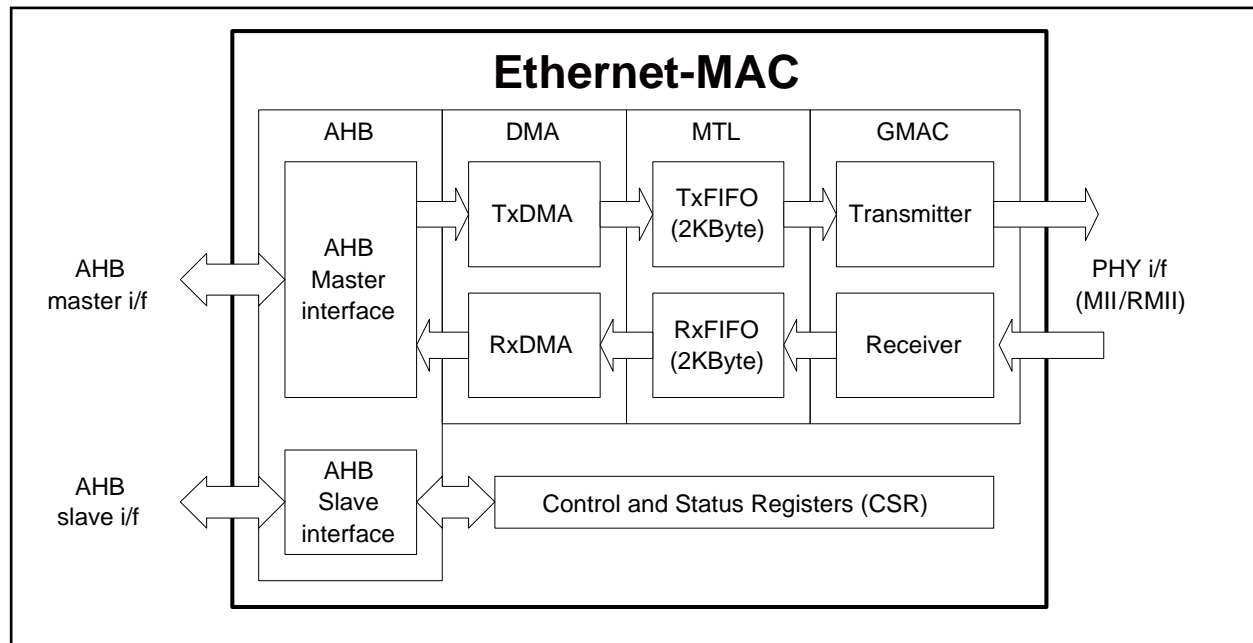 Ethernet-MAC
AHB
DMA
MTL
GMAC
AHB
Master
interface
TxDMA
TxFIFO
(2KByte)
Transmitter
AHB
master i/f
PHY i/f
(MII/RMII)
RxDMA
RxFIFO
(2KByte)
Receiver
AHB
slave i/f
AHB
Slave
interface
Control and Status Registers (CSR)